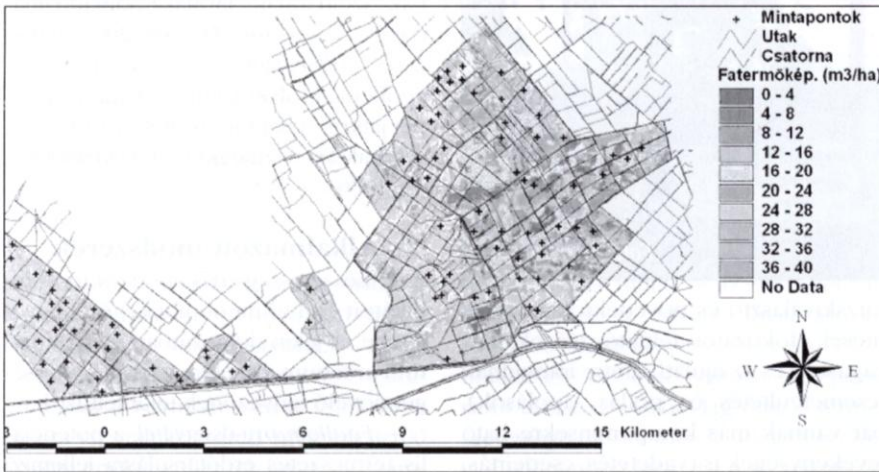 Mintapontok
Utak
Csatorna
Fatermőkép. (m3/ha)
0 - 4
4 - 8
8 - 12
12 - 16
16 - 20
20 - 24
24 - 28
28 - 32
32 - 36
36 - 40
No Data
N
W E
S
3 0 3 6 9 12 15 Kilometer